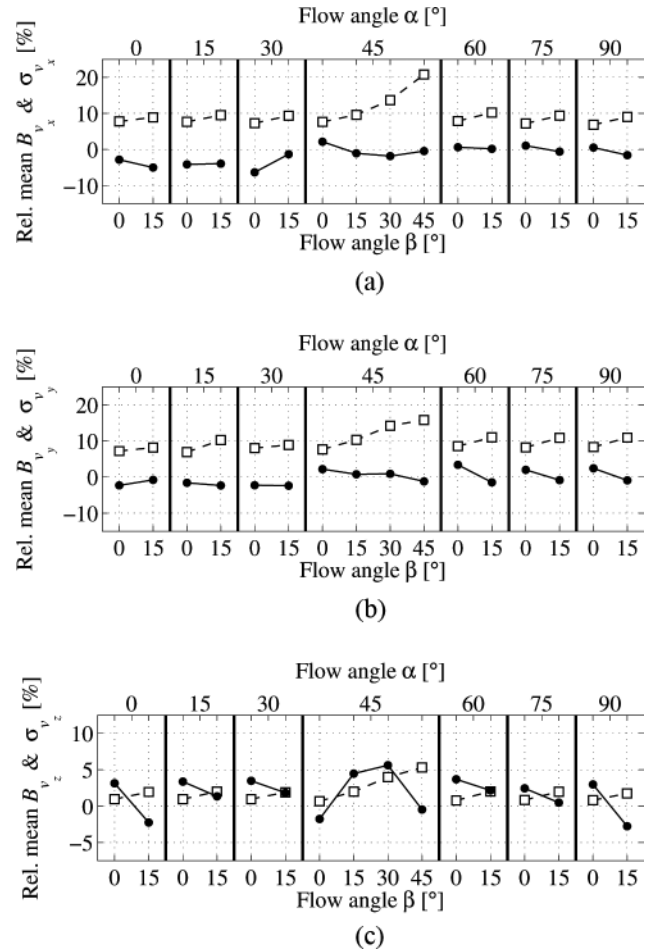 Flow angle α [°]
0 15 30 45 60 75 90
Rel. mean B_{v_x} & σ_{v_x} [%]
20
10
0
−10
0 15 0 15 0 15 0 15 30 45 0 15 0 15 0 15
Flow angle β [°]
(a)
Flow angle α [°]
0 15 30 45 60 75 90
Rel. mean B_{v_y} & σ_{v_y} [%]
20
10
0
−10
0 15 0 15 0 15 0 15 30 45 0 15 0 15 0 15
Flow angle β [°]
(b)
Flow angle α [°]
0 15 30 45 60 75 90
Rel. mean B_{v_z} & σ_{v_z} [%]
10
5
0
−5
0 15 0 15 0 15 0 15 30 45 0 15 0 15 0 15
Flow angle β [°]
(c)